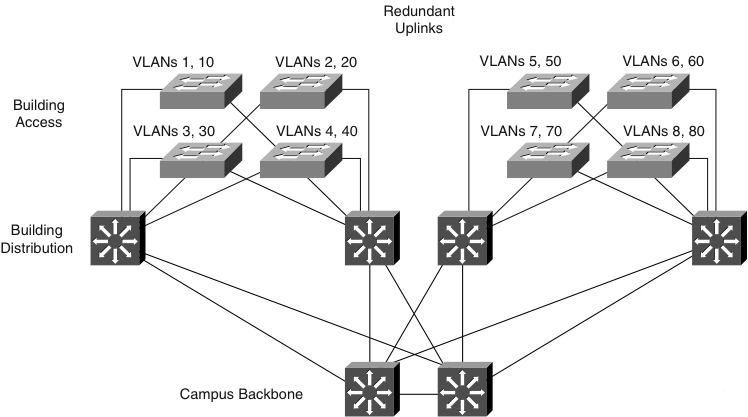 Redundant
Uplinks
VLANs 1, 10
VLANs 2, 20
VLANs 5, 50
VLANs 6, 60
Building
Access
VLANs 3, 30
VLANs 4, 40
VLANs 7, 70
VLANs 8, 80
Building
Distribution
Campus Backbone